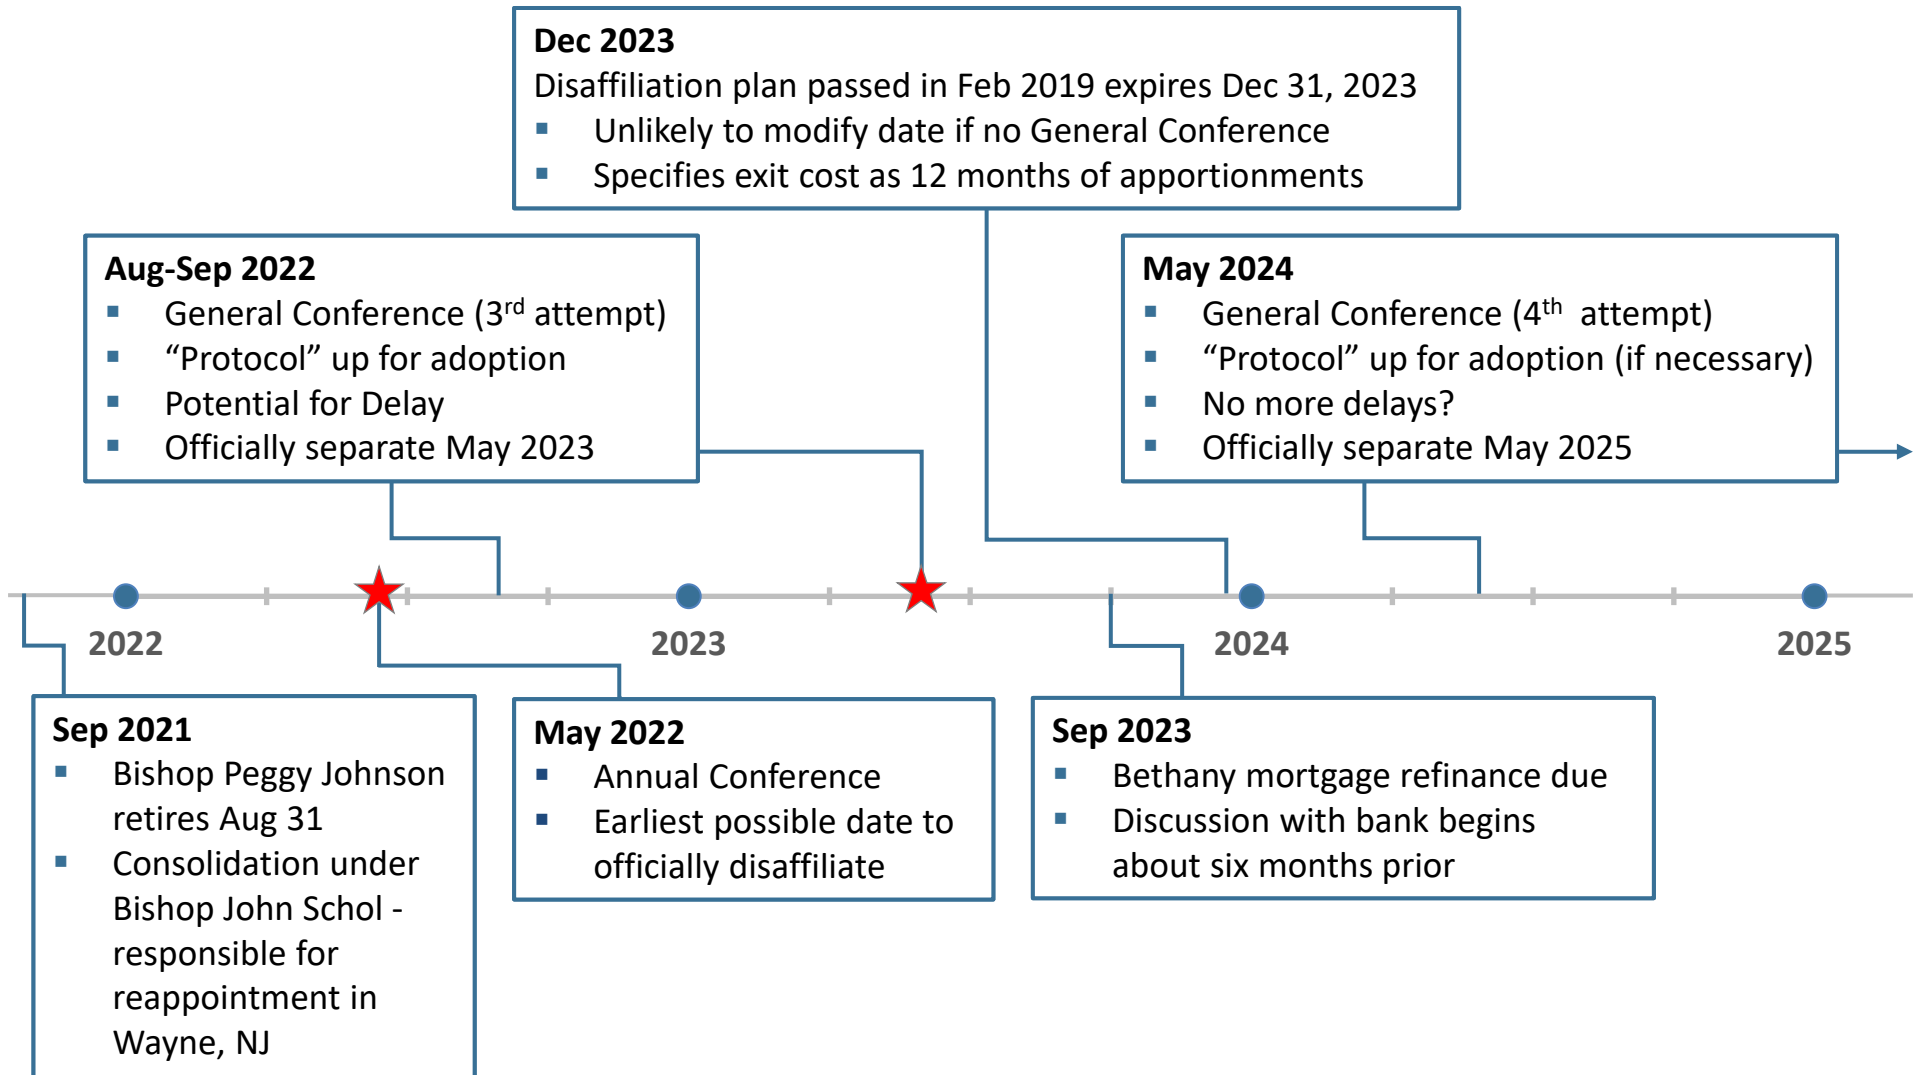 Dec 2023
Disaffiliation plan passed in Feb 2019 expires Dec 31, 2023
▪ Unlikely to modify date if no General Conference
▪ Specifies exit cost as 12 months of apportionments
Aug-Sep 2022
▪ General Conference (3rd attempt)
▪ “Protocol” up for adoption
▪ Potential for Delay
▪ Officially separate May 2023
May 2024
▪ General Conference (4th attempt)
▪ “Protocol” up for adoption (if necessary)
▪ No more delays?
▪ Officially separate May 2025
2022
2023
2024
2025
Sep 2021
▪ Bishop Peggy Johnson
retires Aug 31
▪ Consolidation under
Bishop John Schol -
responsible for
reappointment in
Wayne, NJ
May 2022
▪ Annual Conference
▪ Earliest possible date to
officially disaffiliate
Sep 2023
▪ Bethany mortgage refinance due
▪ Discussion with bank begins
about six months prior